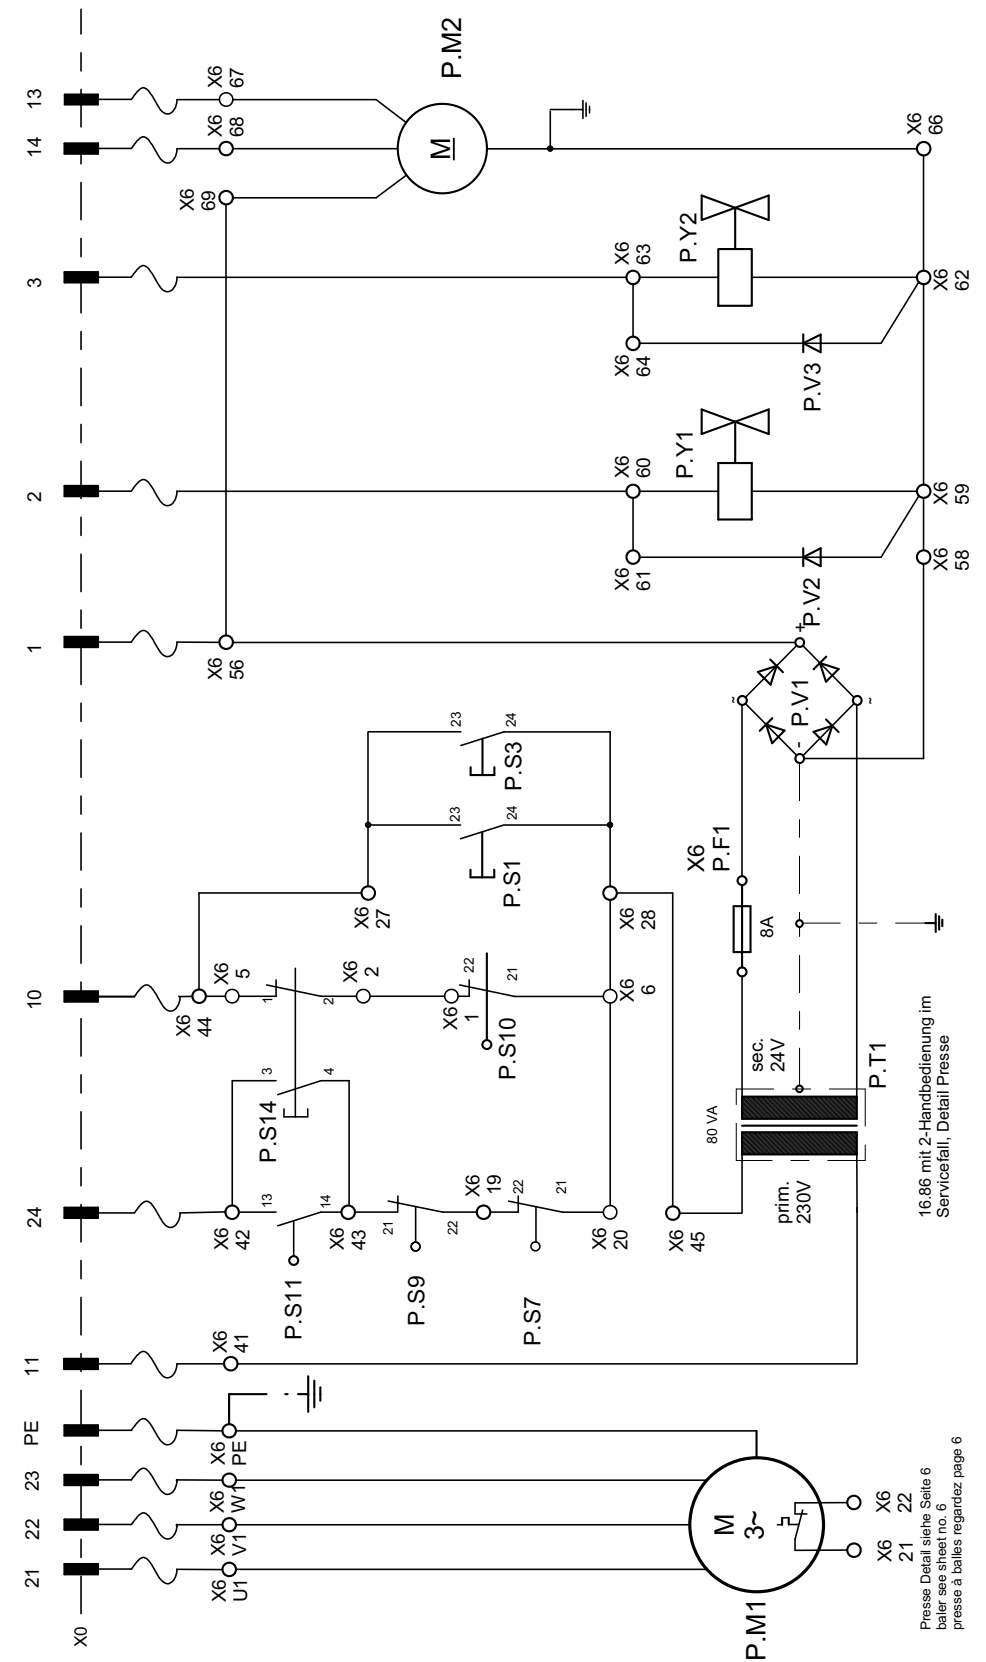 X0
21
22
23
PE
11
24
10
1
2
3
14
13
X6
U1
X6
V1
X6
W1
X6
PE
X6
41
X6
42
X6
44
X6
5
X6
56
X6
69
X6
68
X6
67
P.S11
13
14
P.S14
3
4
1
2
X6
43
X6
2
X6
27
P.S9
21
22
X6
19
X6
1
22
21
P.S10
P.S7
22
21
23
24
P.S1
23
24
P.S3
P.M2
M
X6
20
X6
6
X6
28
X6
45
X6
61
X6
60
X6
64
X6
63
P.Y1
P.Y2
P.M1
M
3~
80 VA
prim.
230V
sec.
24V
P.T1
X6
P.F1
8A
~
+
-
~
P.V1
P.V2
P.V3
X6
21
X6
22
X6
58
X6
59
X6
62
X6
66
Presse Detail siehe Seite 6
baler see sheet no. 6
presse à balles regardez page 6
16.86 mit 2-Handbedienung im
Servicefall, Detail Presse